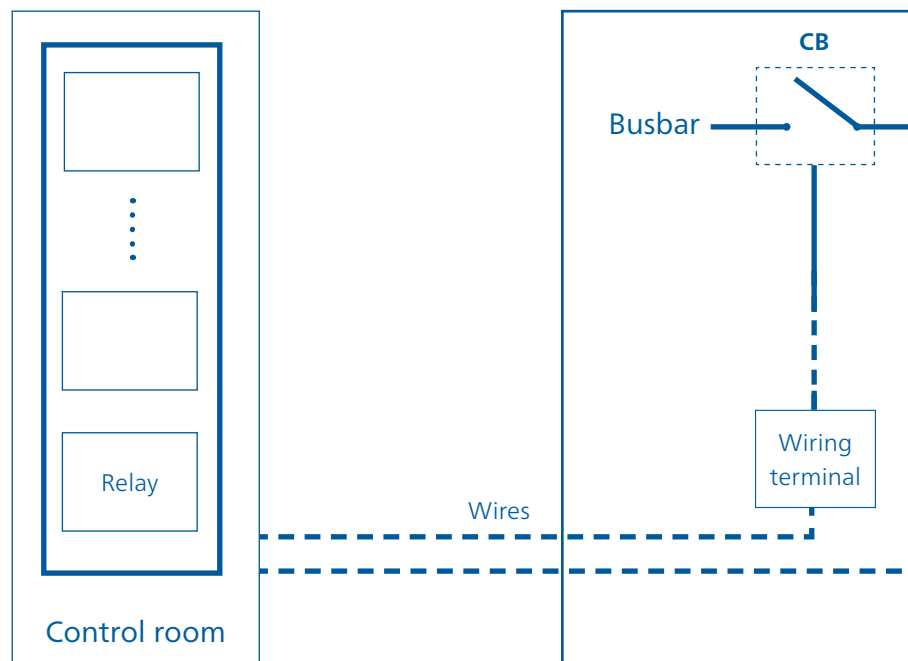 CB
Busbar
Wiring
terminal
Relay
Wires
Control room